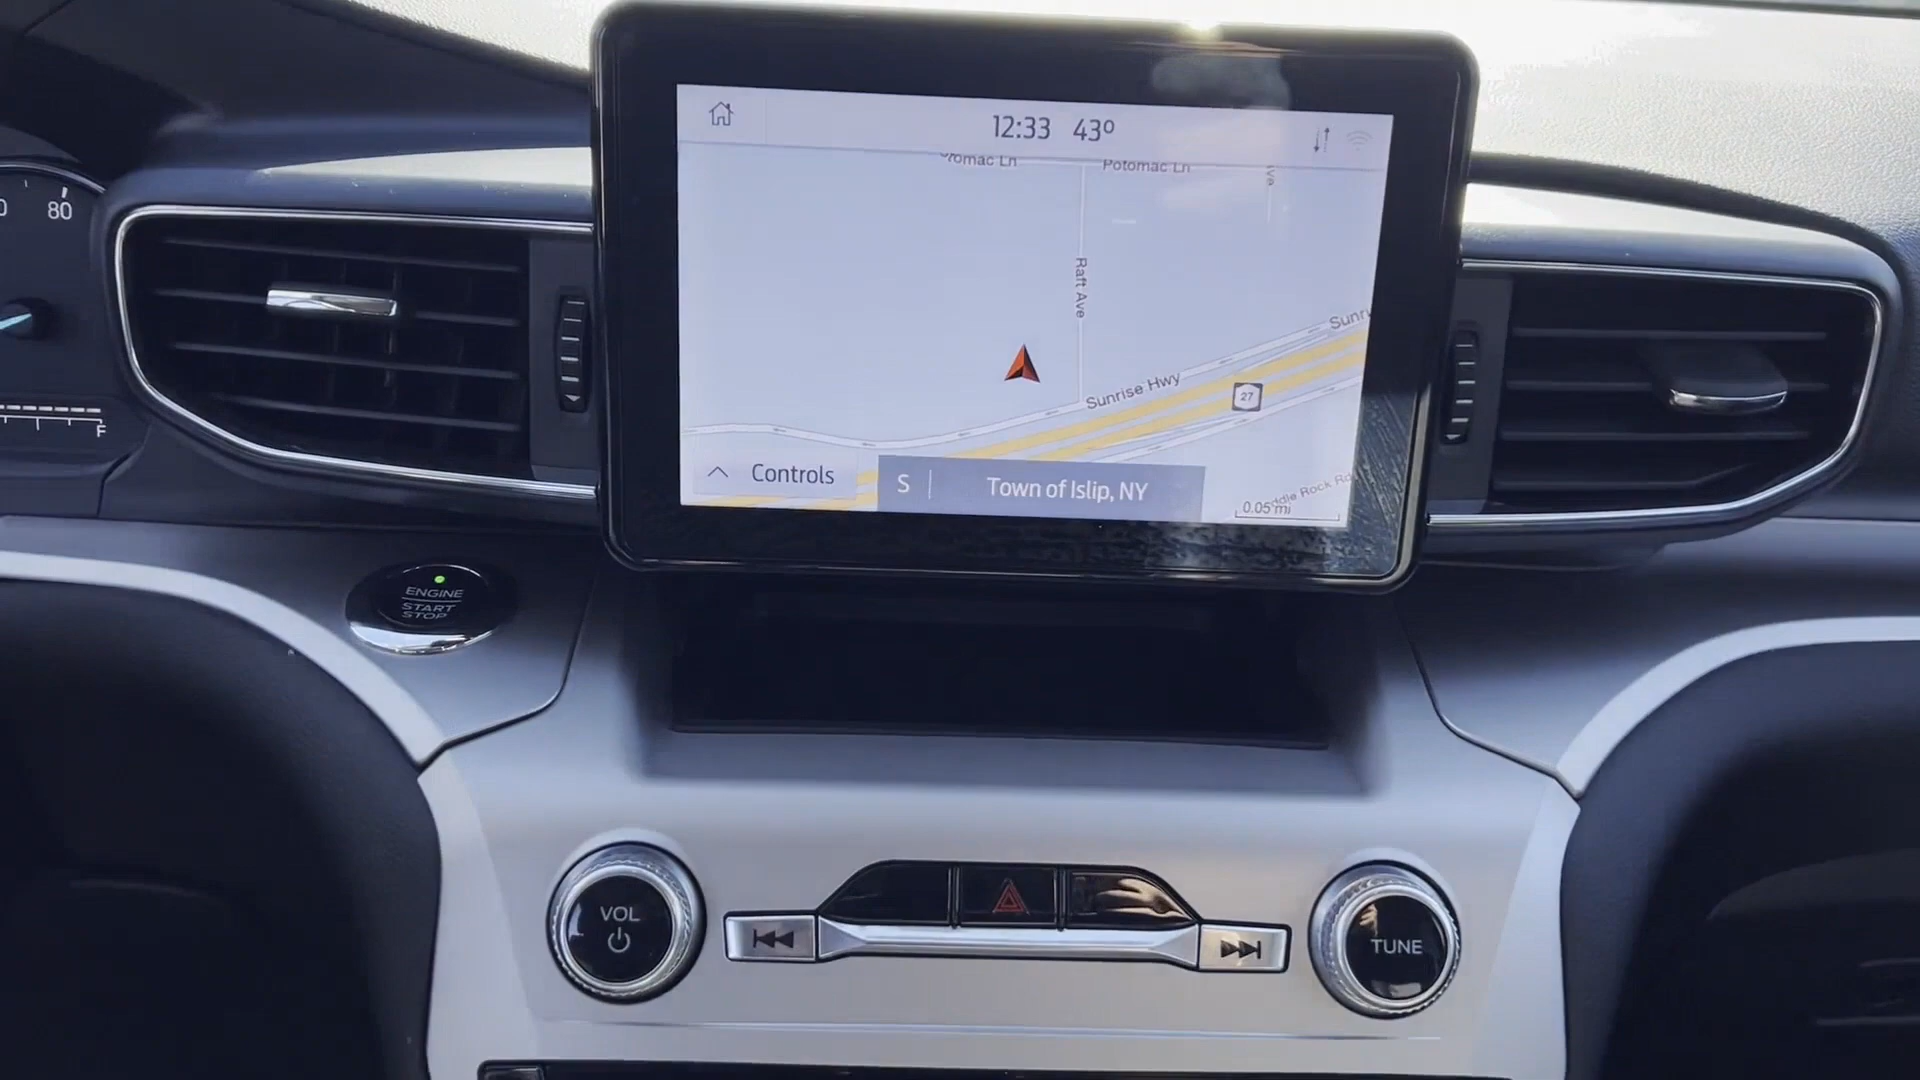 12:33 43º
Potomac Ln
Raft Ave
Sunrise Hwy
27
Controls
S
Town of Islip, NY
0.05 mi
80
F
ENGINE
START
STOP
VOL
TUNE